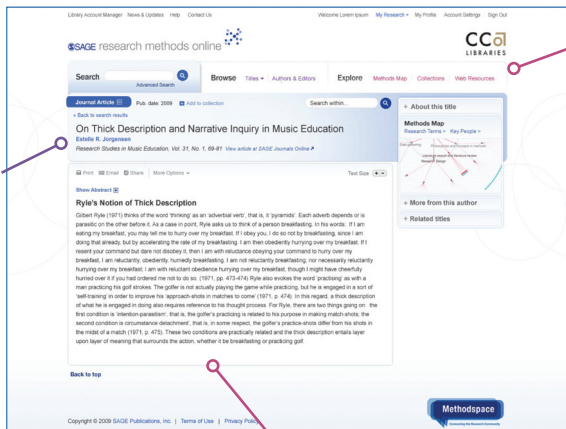 Library Account Manager News & Updates Help Contact Us Welcome Lorem Ipsum My Research My Profile Account Settings Sign Out
SAGE research methods online
CCol
LIBRARIES
Search Browse Titles Authors & Editors Explore Methods Map Collections Web Resources
Advanced Search
Journal Article Pub. date: 2009 Add to collection Search within...
« Back to search results
On Thick Description and Narrative Inquiry in Music Education
Estelle R. Jorgensen
Research Studies in Music Education, Vol. 31, No. 1, 69-81 View article at SAGE Journals Online
+ About this title
Methods Map
Research Terms > Key People >
Research Design
+ More from this author
+ Related titles
Print Email Share More Options Text Size + -
Show Abstract
Ryle's Notion of Thick Description
Gilbert Ryle (1971) thinks of the word 'thinking' as an 'adverbial verb', that is, it 'pyramids'. Each adverb depends or is
parasitic on the other before it. As a case in point, Ryle asks us to think of a person breakfasting. In his words: If I am
eating my breakfast, you may tell me to hurry over my breakfast. If I obey you, I do so not by breakfasting, since I am
doing that already, but by accelerating the rate of my breakfasting. I am then obediently hurrying over my breakfast. If I
resent your command but dare not disobey it, then I am with reluctance obeying your command to hurry over my
breakfast, I am reluctantly, obediently, hurriedly breakfasting. I am not reluctantly breakfasting; nor necessarily reluctantly
hurrying over my breakfast; I am with reluctant obedience hurrying over my breakfast, though I might have cheerfully
hurried over it if you had ordered me not to do so. (1971, pp. 473-474) Ryle also evokes the word 'practising' as with a
man practicing his golf strokes. The golfer is not actually playing the game while practicing, but he is engaged in a sort of
'self-training' in order to improve his 'approach-shots in matches to come' (1971, p. 474). In this regard, a thick description
of what he is engaged in doing also requires reference to his thought process. For Ryle, there are two things going on: the
first condition is 'intention-parasitism', that is, the golfer's practicing is related to his purpose in making match-shots; the
second condition is circumstance detachment', that is, in some respect, the golfer's practice-shots differ from his shots in
the midst of a match (1971, p. 475). These two conditions are practically related and the thick description entails layer
upon layer of meaning that surrounds the action, whether it be breakfasting or practicing golf.
Back to top
Methodspace
Connecting the Research Community
Copyright © 2009 SAGE Publications, Inc. | Terms of Use | Privacy Policy